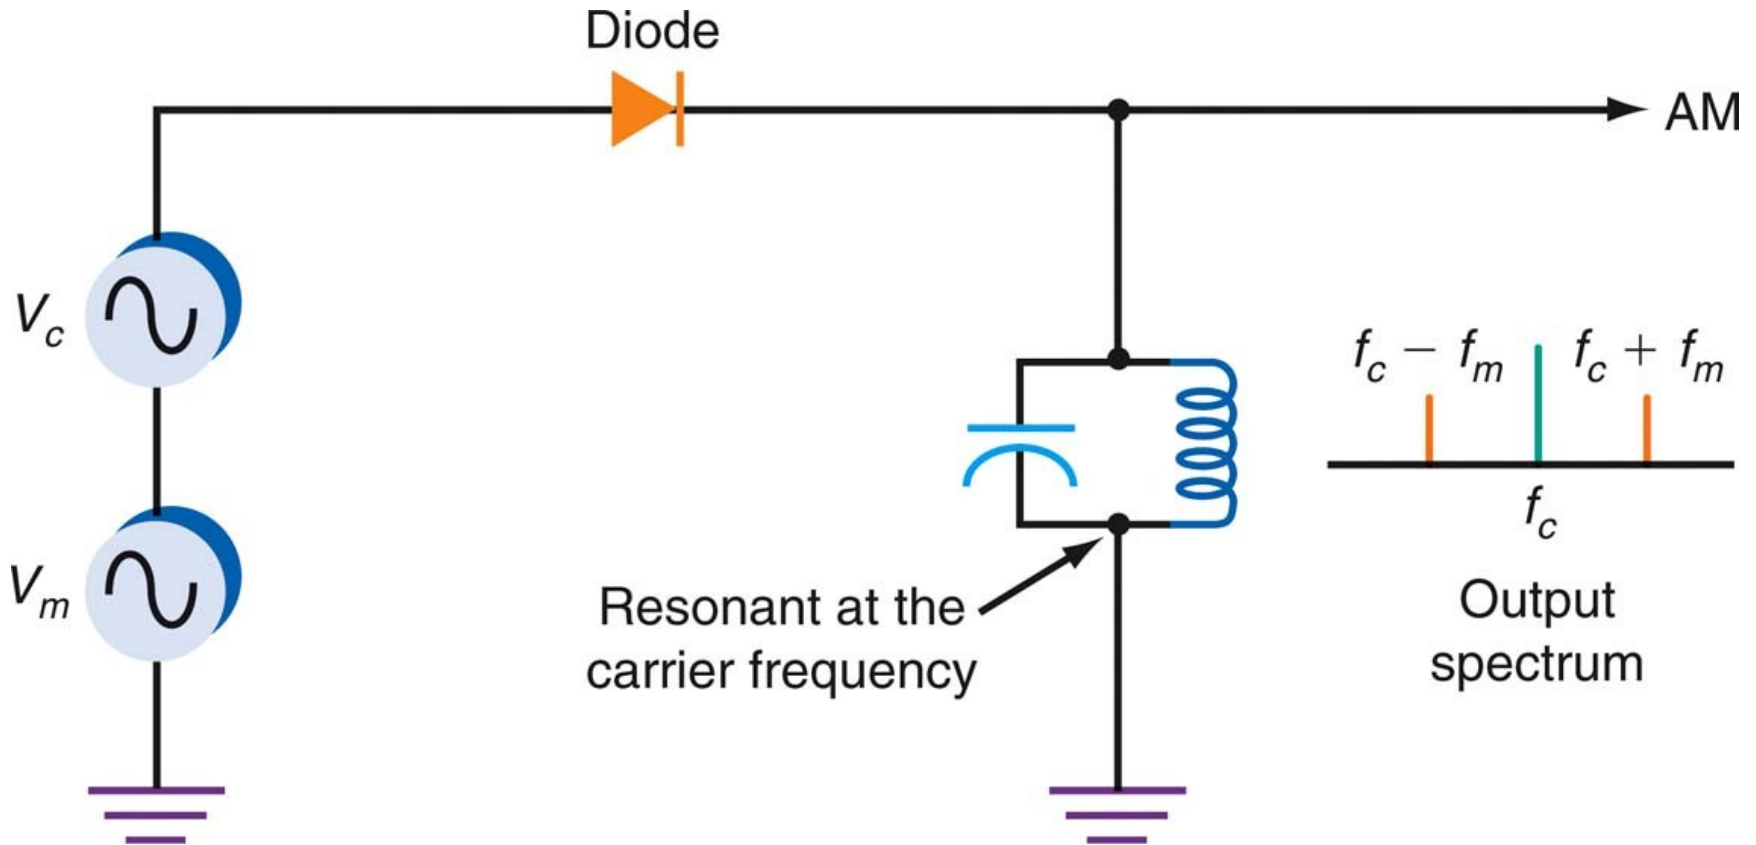 Diode
AM
Vc
fc − fm
fc + fm
fc
Vm
Resonant at the
carrier frequency
Output
spectrum